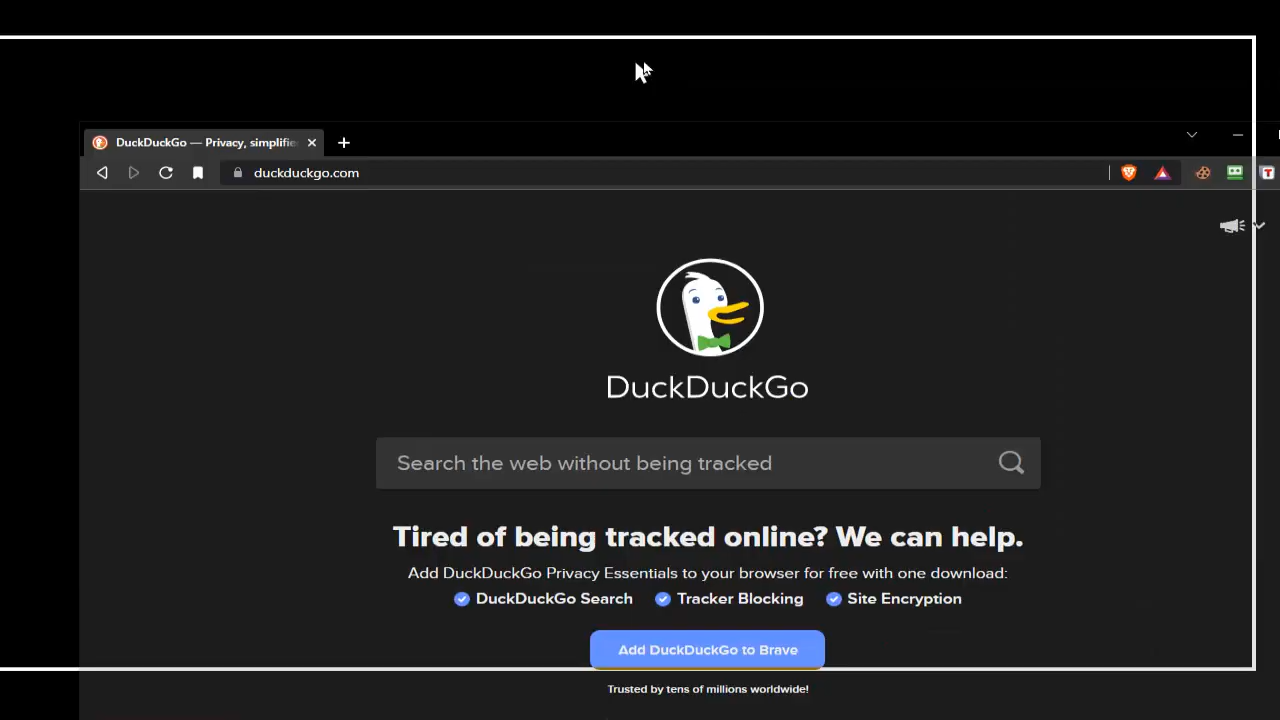 DuckDuckGo — Privacy, simplifie
duckduckgo.com
T
DuckDuckGo
Search the web without being tracked
Tired of being tracked online? We can help.
Add DuckDuckGo Privacy Essentials to your browser for free with one download:
DuckDuckGo Search Tracker Blocking Site Encryption
Add DuckDuckGo to Brave
Trusted by tens of millions worldwide!